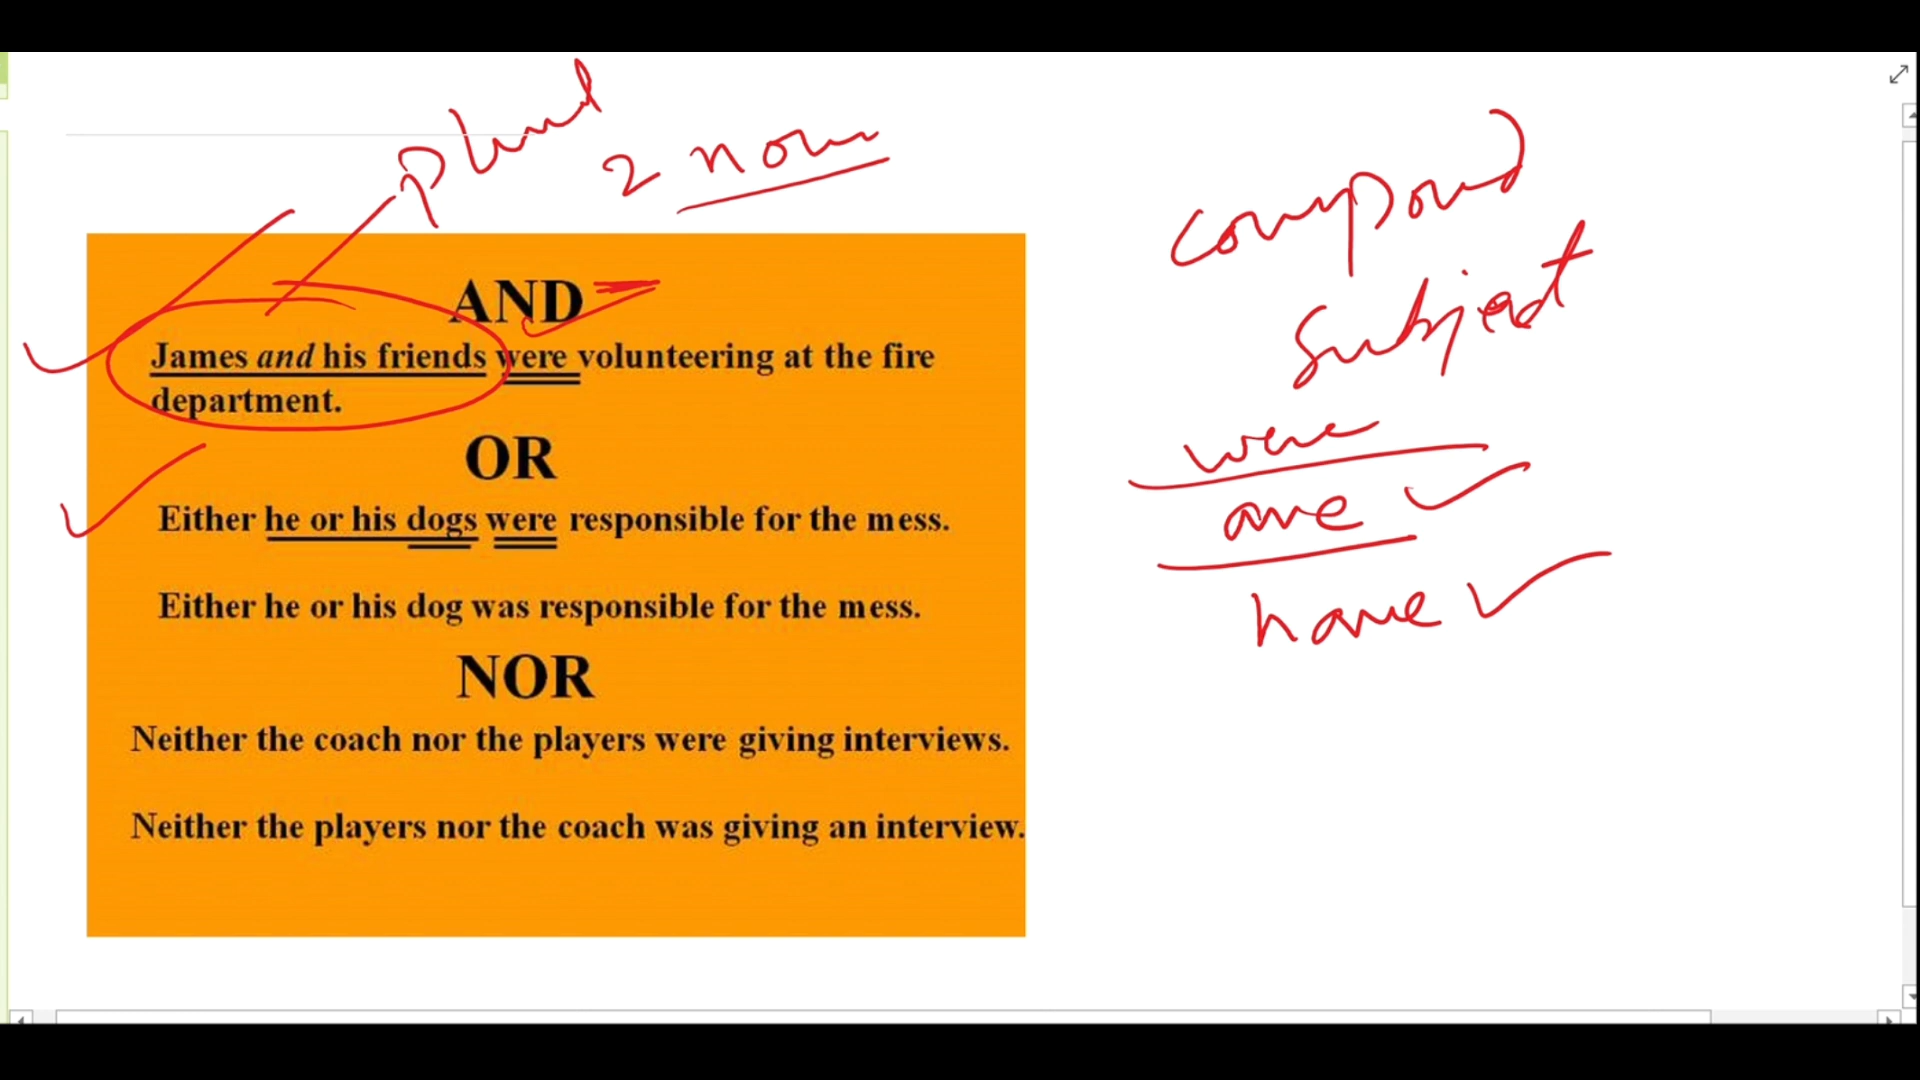 plural
2 noun
AND
James and his friends were volunteering at the fire
department.
OR
Either he or his dogs were responsible for the mess.
Either he or his dog was responsible for the mess.
NOR
Neither the coach nor the players were giving interviews.
Neither the players nor the coach was giving an interview.
compound
subject
were
are
have